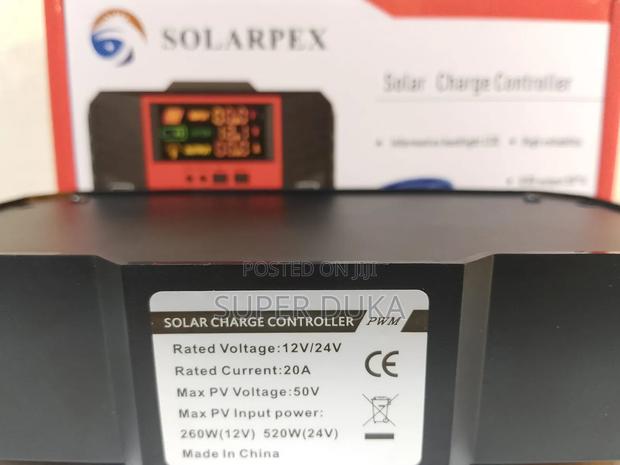 SOLARPEX
Solar Charge Controller
POSTED ON JIJI
SUPER DUKA
SOLAR CHARGE CONTROLLER PWM
Rated Voltage:12V/24V
Rated Current:20A
Max PV Voltage:50V
Max PV Input power:
260W(12V) 520W(24V)
Made In China
CE